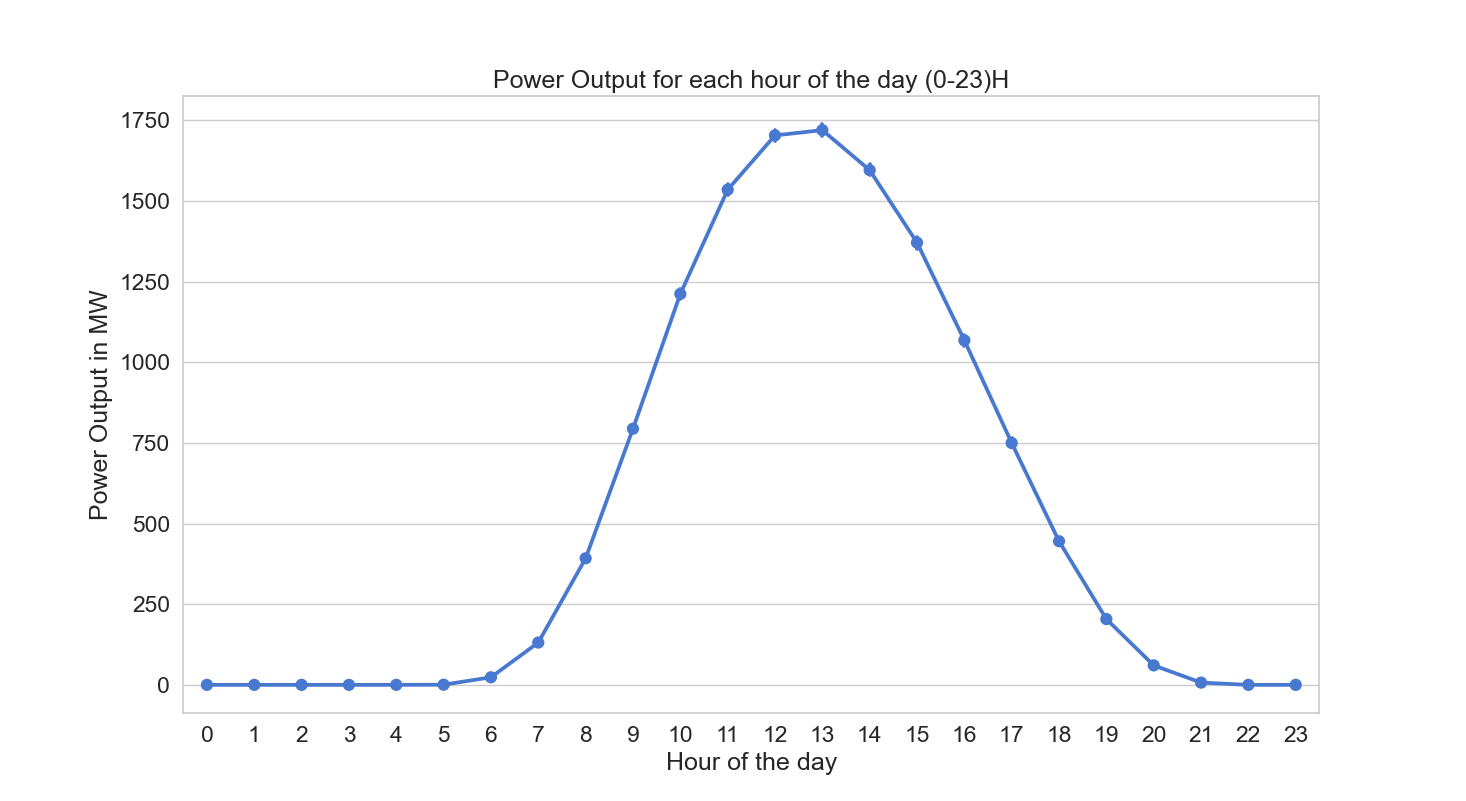 Power Output for each hour of the day (0-23)H
1750
1500
1250
1000
750
500
250
0
Power Output in MW
0 1 2 3 4 5 6 7 8 9 10 11 12 13 14 15 16 17 18 19 20 21 22 23
Hour of the day